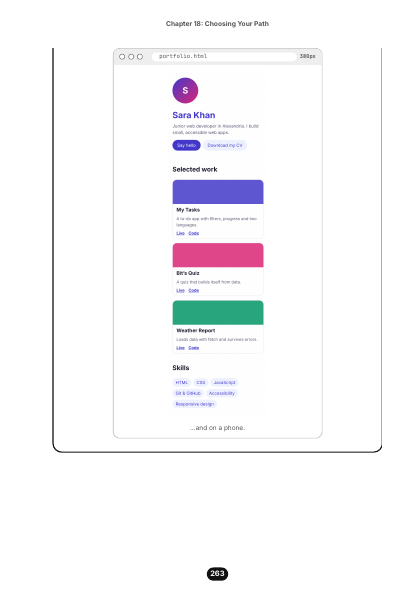 Chapter 18: Choosing Your Path
portfolio.html
380px
S
Sara Khan
Junior web developer in Alexandria. I build
small, accessible web apps.
Say hello
Download my CV
Selected work
My Tasks
A to-do app with filters, progress and two
languages.
Live Code
Bit's Quiz
A quiz that builds itself from data.
Live Code
Weather Report
Loads data with fetch and survives errors.
Live Code
Skills
HTML CSS JavaScript
Git & GitHub Accessibility
Responsive design
...and on a phone.
263